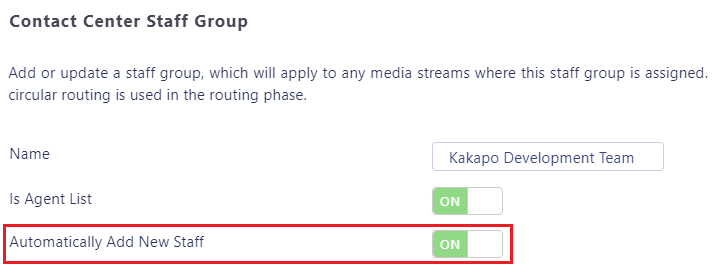 Contact Center Staff Group
Add or update a staff group, which will apply to any media streams where this staff group is assigned.
circular routing is used in the routing phase.
Name
Kakapo Development Team
Is Agent List
ON
Automatically Add New Staff
ON